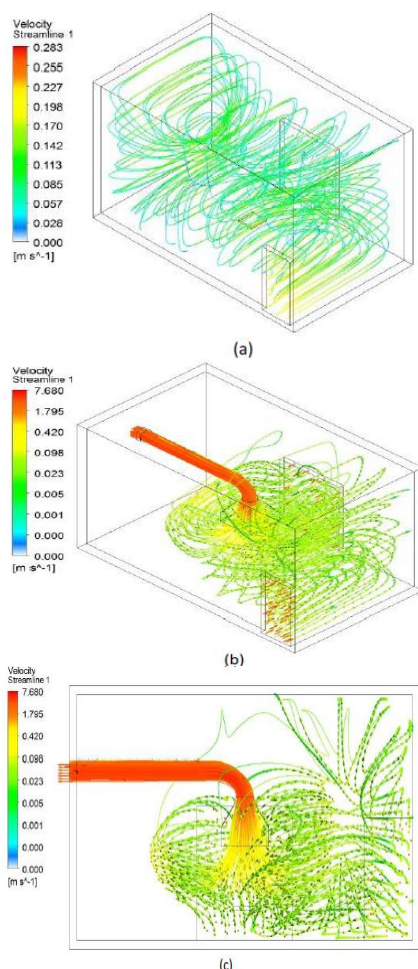 Velocity
Streamline 1
0.283
0.255
0.227
0.198
0.170
0.142
0.113
0.085
0.057
0.028
0.000
[m s^-1]
(a)
Velocity
Streamline 1
7.680
1.795
0.420
0.098
0.023
0.005
0.001
0.000
0.000
[m s^-1]
(b)
Velocity
Streamline 1
7.680
1.795
0.420
0.098
0.023
0.005
0.001
0.000
0.000
[m s^-1]
(c)